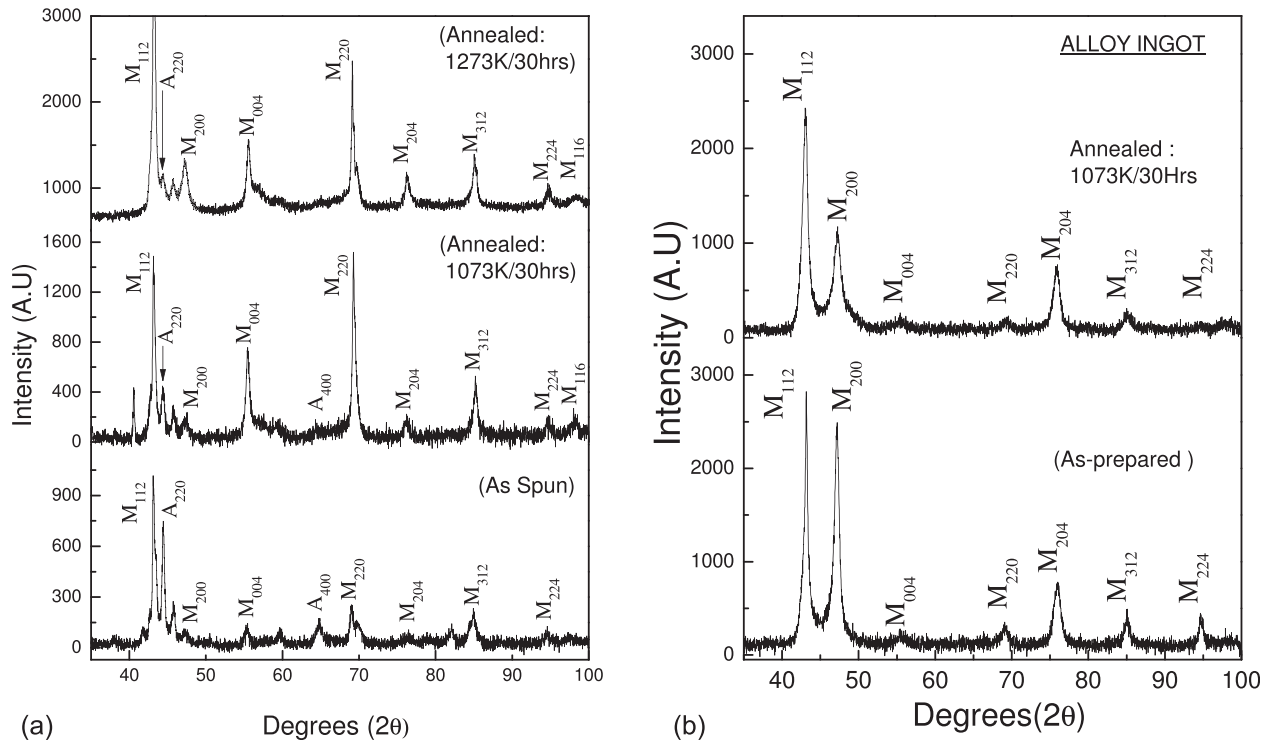 3000
2000
1000
M112
A220
M200
M004
M220
M204
M312
M224
M116
(Annealed:
1273K/30hrs)
1600
1200
800
400
0
M112
A220
M200
M004
A400
M220
M204
M312
M224
M116
(Annealed:
1073K/30hrs)
Intensity (A.U)
900
600
300
0
M112
A220
M200
M004
A400
M220
M204
M312
M224
(As Spun)
40 50 60 70 80 90 100
(a) Degrees (2θ)
3000
2000
1000
0
ALLOY INGOT
Annealed :
1073K/30Hrs
M112
M200
M004
M220
M204
M312
M224
Intensity (A.U)
3000
2000
1000
0
M112
M200
M004
M220
M204
M312
M224
(As-prepared )
40 50 60 70 80 90 100
(b) Degrees(2θ)